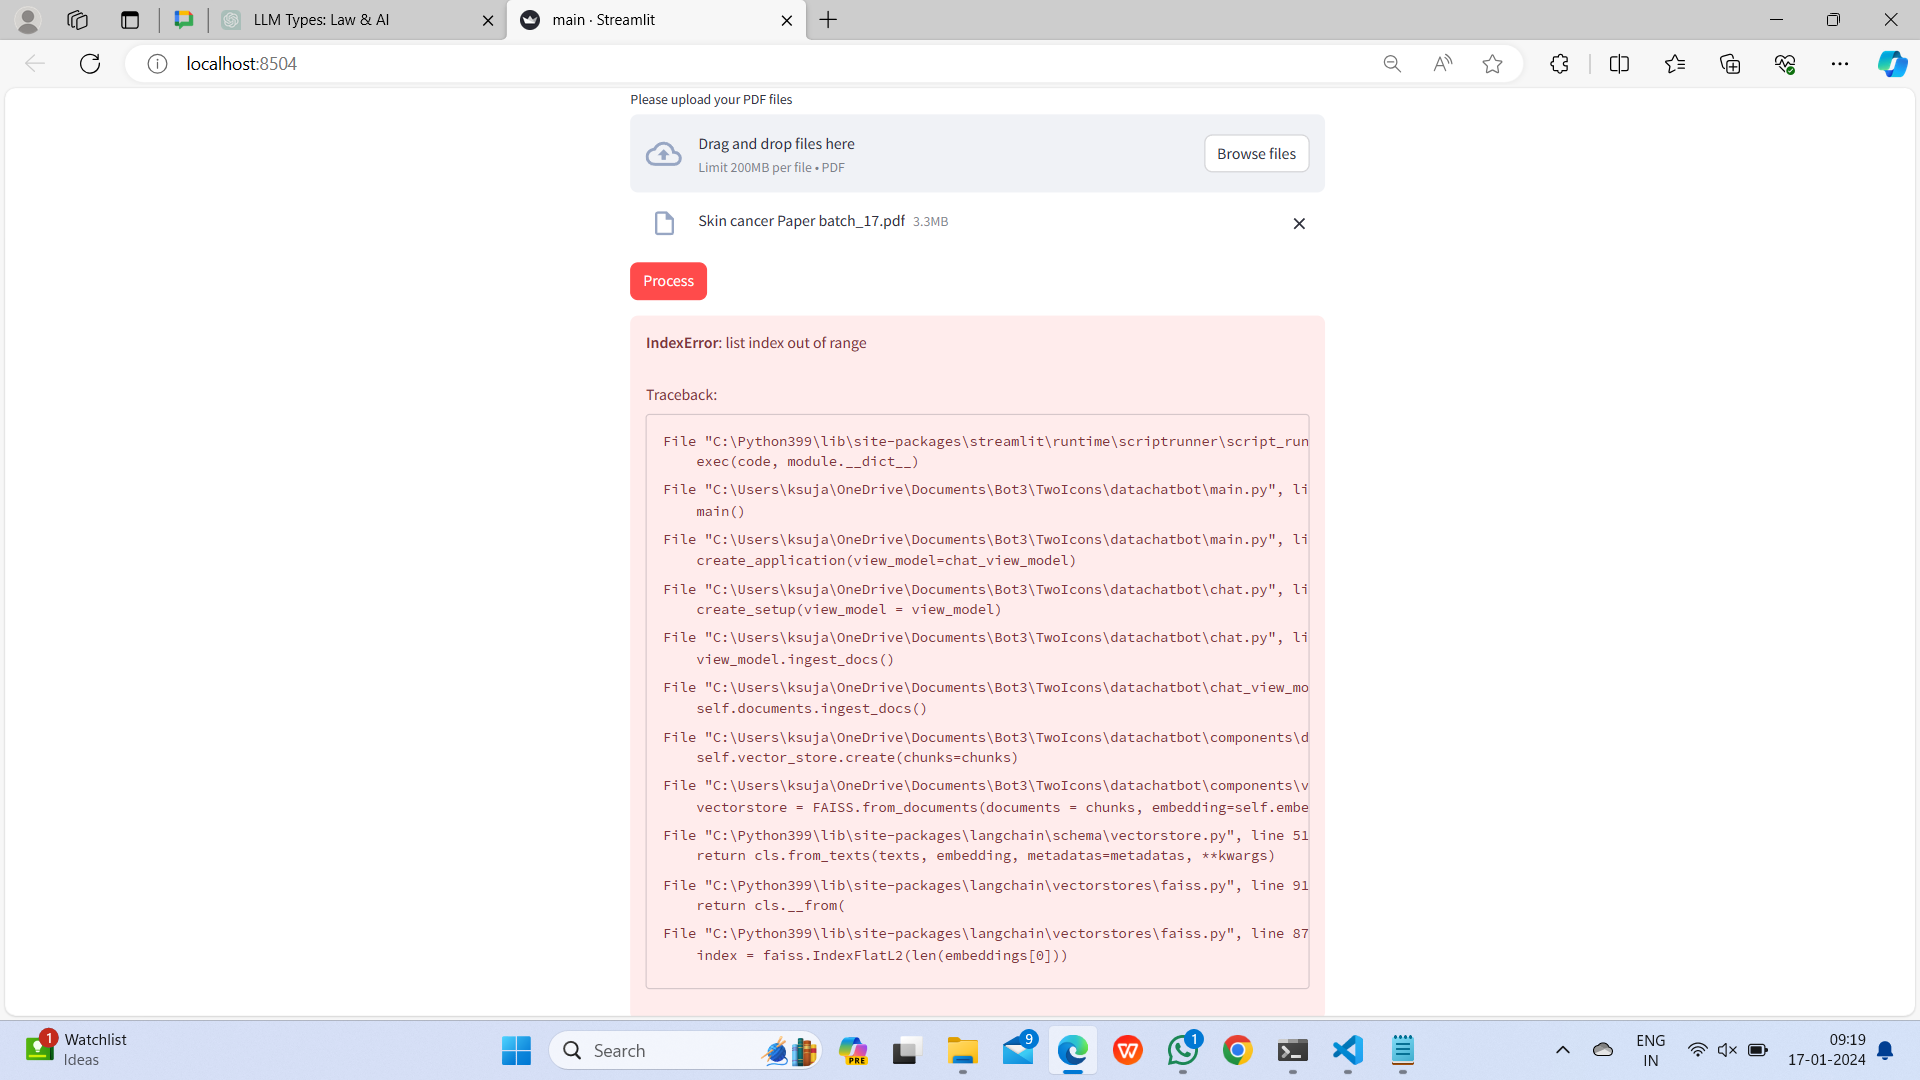 LLM Types: Law & AI
main · Streamlit
localhost:8504
Please upload your PDF files
Drag and drop files here
Limit 200MB per file • PDF
Browse files
Skin cancer Paper batch_17.pdf 3.3MB
Process
IndexError: list index out of range
Traceback:
File "C:\Python399\lib\site-packages\streamlit\runtime\scriptrunner\script_run
exec(code, module.__dict__)
File "C:\Users\ksuja\OneDrive\Documents\Bot3\TwoIcons\datachatbot\main.py", li
main()
File "C:\Users\ksuja\OneDrive\Documents\Bot3\TwoIcons\datachatbot\main.py", li
create_application(view_model=chat_view_model)
File "C:\Users\ksuja\OneDrive\Documents\Bot3\TwoIcons\datachatbot\chat.py", li
create_setup(view_model = view_model)
File "C:\Users\ksuja\OneDrive\Documents\Bot3\TwoIcons\datachatbot\chat.py", li
view_model.ingest_docs()
File "C:\Users\ksuja\OneDrive\Documents\Bot3\TwoIcons\datachatbot\chat_view_mo
self.documents.ingest_docs()
File "C:\Users\ksuja\OneDrive\Documents\Bot3\TwoIcons\datachatbot\components\d
self.vector_store.create(chunks=chunks)
File "C:\Users\ksuja\OneDrive\Documents\Bot3\TwoIcons\datachatbot\components\v
vectorstore = FAISS.from_documents(documents = chunks, embedding=self.embe
File "C:\Python399\lib\site-packages\langchain\schema\vectorstore.py", line 51
return cls.from_texts(texts, embedding, metadatas=metadatas, **kwargs)
File "C:\Python399\lib\site-packages\langchain\vectorstores\faiss.py", line 91
return cls.__from(
File "C:\Python399\lib\site-packages\langchain\vectorstores\faiss.py", line 87
index = faiss.IndexFlatL2(len(embeddings[0]))
1
Watchlist
Ideas
Search
PRE
9
1
ENG
IN
09:19
17-01-2024